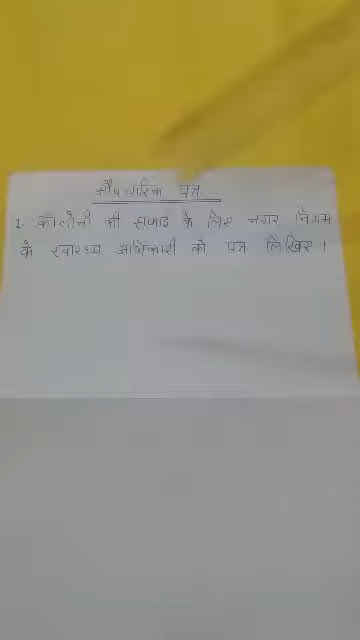 औपचारिक पत्र
1. कालोनी की सफाई के लिए नगर निगम
के स्वास्थ्य अधिकारी को पत्र लिखिए।